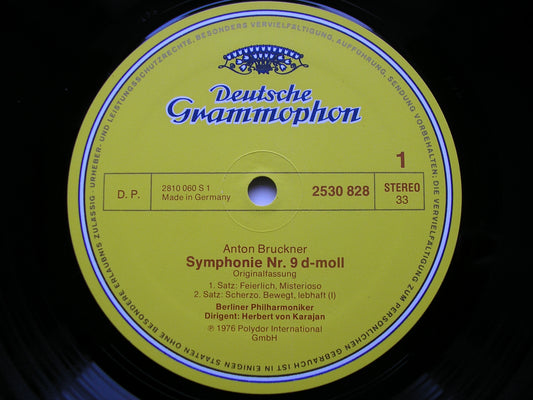 URHEBER- UND LEISTUNGSSCHUTZRECHTE, BESONDERS VERVIELFÄLTIGUNG, AUFFÜHRUNG, SENDUNG VORBEHALTEN; DIE VERVIELFÄLTIGUNG ZUM PERSÖNLICHEN GEBRAUCH IST IN EINIGEN STAATEN OHNE BESONDERE ERLAUBNIS ZULÄSSIG
Deutsche
Grammophon
1
D. P.
2810 060 S 1
Made in Germany
2530 828
STEREO
33
Anton Bruckner
Symphonie Nr. 9 d-moll
Originalfassung
1. Satz: Feierlich, Misterioso
2. Satz: Scherzo. Bewegt, lebhaft (I)
Berliner Philharmoniker
Dirigent: Herbert von Karajan
℗ 1976 Polydor International
GmbH